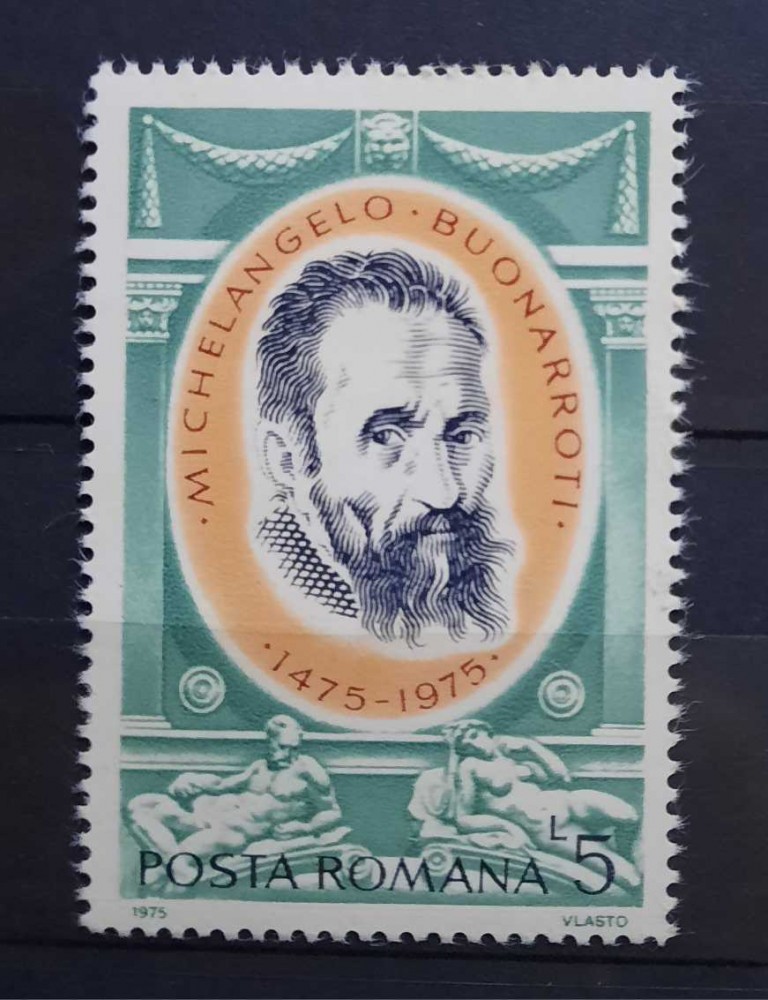 · MICHELANGELO · BUONARROTI ·
· 1475-1975 ·
L5
POSTA ROMANA
1975
VLASTO